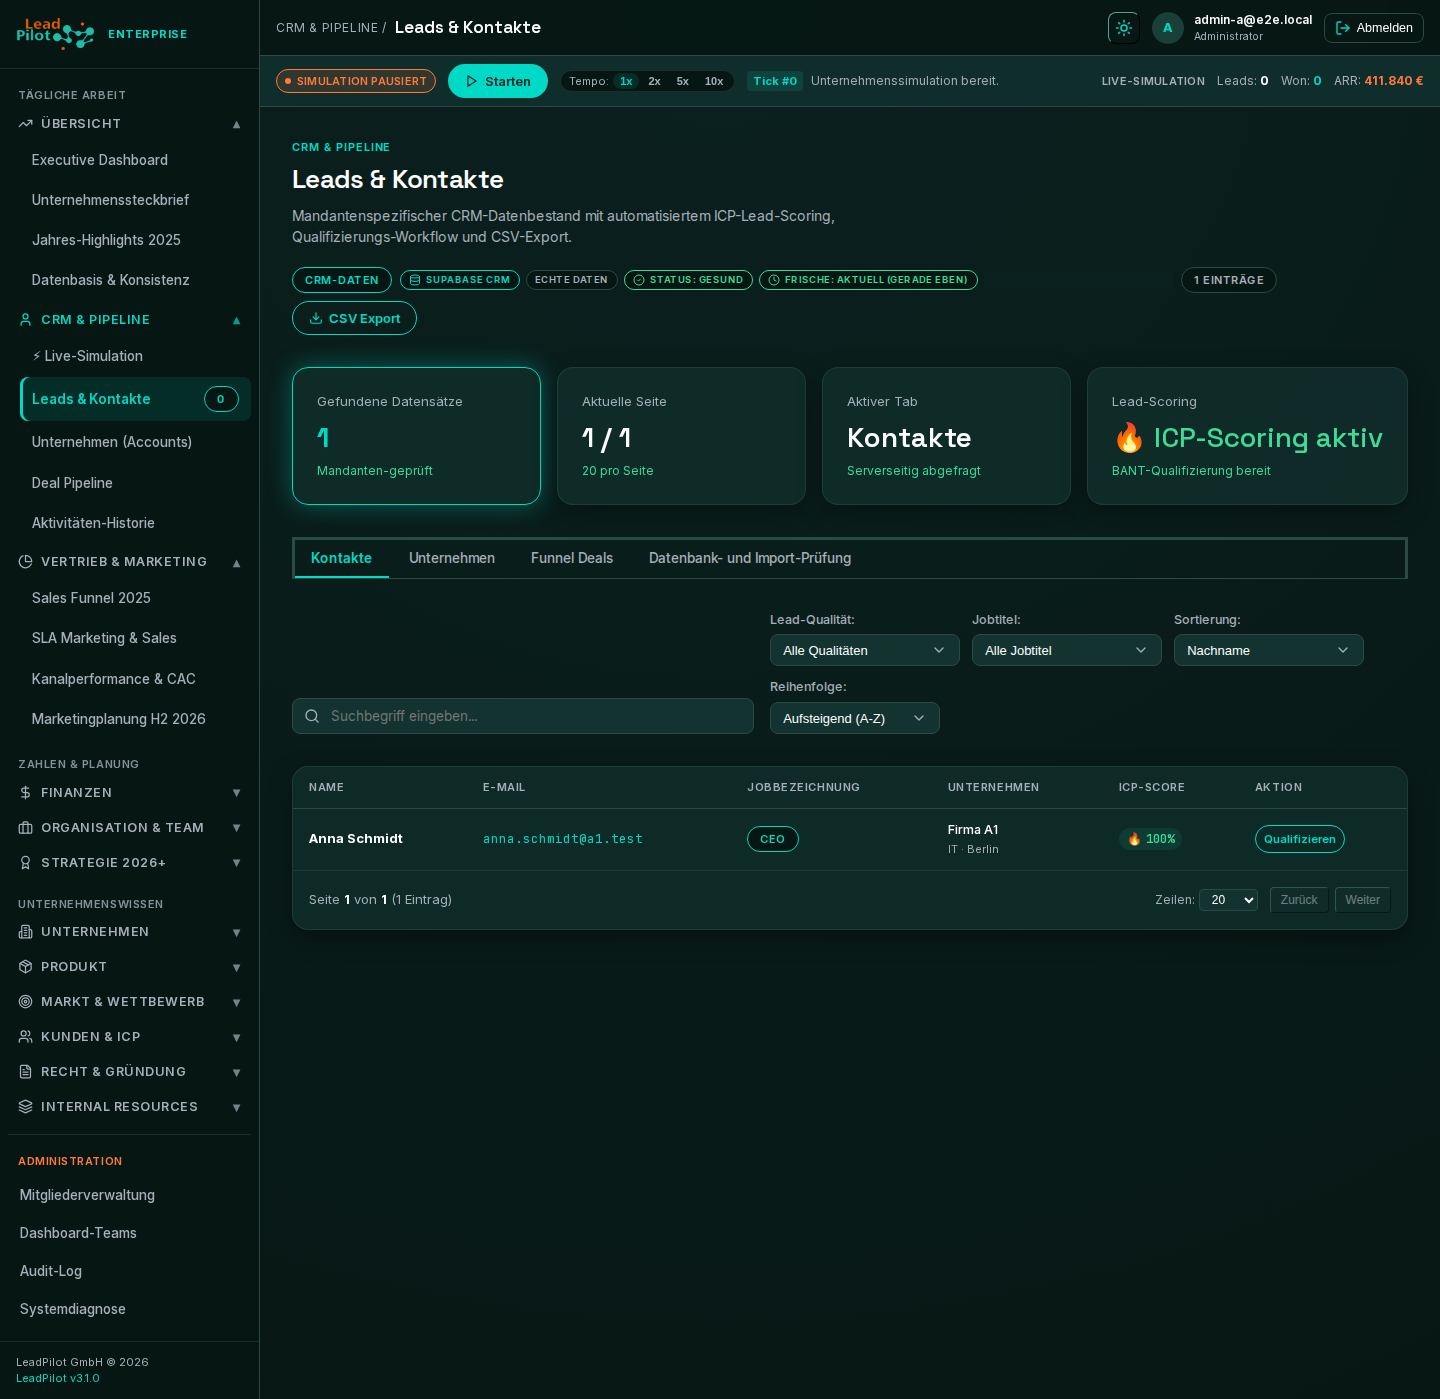 Lead
Pilot
ENTERPRISE
TÄGLICHE ARBEIT
ÜBERSICHT
Executive Dashboard
Unternehmenssteckbrief
Jahres-Highlights 2025
Datenbasis & Konsistenz
CRM & PIPELINE
⚡ Live-Simulation
Leads & Kontakte 0
Unternehmen (Accounts)
Deal Pipeline
Aktivitäten-Historie
VERTRIEB & MARKETING
Sales Funnel 2025
SLA Marketing & Sales
Kanalperformance & CAC
Marketingplanung H2 2026
ZAHLEN & PLANUNG
FINANZEN
ORGANISATION & TEAM
STRATEGIE 2026+
UNTERNEHMENSWISSEN
UNTERNEHMEN
PRODUKT
MARKT & WETTBEWERB
KUNDEN & ICP
RECHT & GRÜNDUNG
INTERNAL RESOURCES
ADMINISTRATION
Mitgliederverwaltung
Dashboard-Teams
Audit-Log
Systemdiagnose
LeadPilot GmbH © 2026
LeadPilot v3.1.0
CRM & PIPELINE / Leads & Kontakte
A
admin-a@e2e.local
Administrator
Abmelden
SIMULATION PAUSIERT
Starten
Tempo: 1x 2x 5x 10x
Tick #0 Unternehmenssimulation bereit.
LIVE-SIMULATION Leads: 0 Won: 0 ARR: 411.840 €
CRM & PIPELINE
Leads & Kontakte
Mandantenspezifischer CRM-Datenbestand mit automatisiertem ICP-Lead-Scoring,
Qualifizierungs-Workflow und CSV-Export.
CRM-DATEN SUPABASE CRM ECHTE DATEN STATUS: GESUND FRISCHE: AKTUELL (GERADE EBEN) 1 EINTRÄGE
CSV Export
Gefundene Datensätze
1
Mandanten-geprüft
Aktuelle Seite
1 / 1
20 pro Seite
Aktiver Tab
Kontakte
Serverseitig abgefragt
Lead-Scoring
🔥 ICP-Scoring aktiv
BANT-Qualifizierung bereit
Kontakte Unternehmen Funnel Deals Datenbank- und Import-Prüfung
Suchbegriff eingeben...
Lead-Qualität:
Alle Qualitäten
Jobtitel:
Alle Jobtitel
Sortierung:
Nachname
Reihenfolge:
Aufsteigend (A-Z)
NAME E-MAIL JOBBEZEICHNUNG UNTERNEHMEN ICP-SCORE AKTION
Anna Schmidt anna.schmidt@a1.test CEO Firma A1 🔥 100% Qualifizieren
IT · Berlin
Seite 1 von 1 (1 Eintrag)
Zeilen: 20 Zurück Weiter